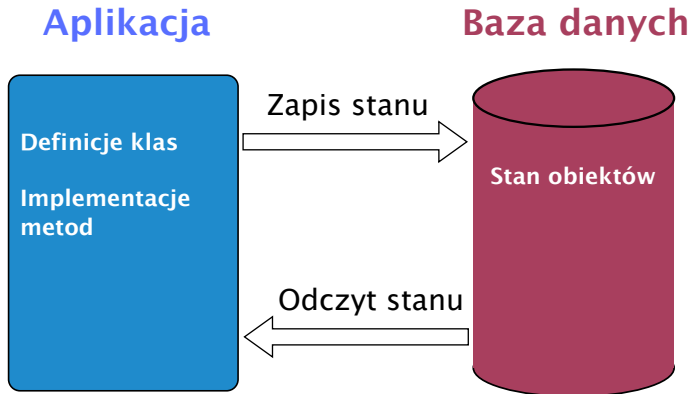 Aplikacja
Baza danych
Zapis stanu
Definicje klas
Implementacje
metod
Stan obiektów
Odczyt stanu